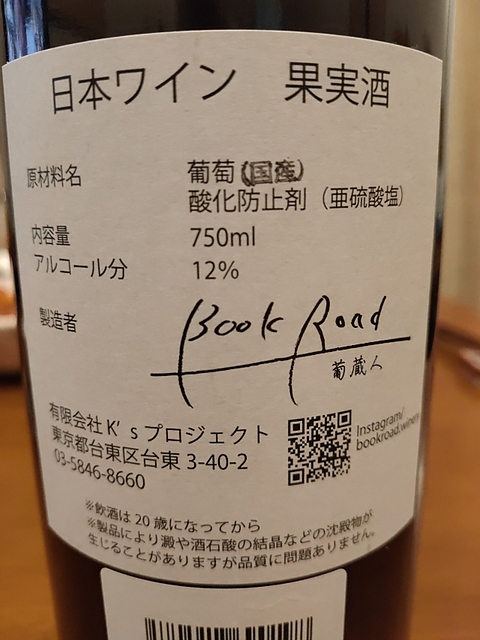 日本ワイン 果実酒
原材料名 葡萄(国産)
酸化防止剤(亜硫酸塩)
内容量 750ml
アルコール分 12%
製造者 Book Road
葡蔵人
有限会社K'sプロジェクト
東京都台東区台東3-40-2
03-5846-8660
Instagram/
bookroad.winery
※飲酒は20歳になってから
※製品により澱や酒石酸の結晶などの沈殿物が
生じることがありますが品質に問題ありません。